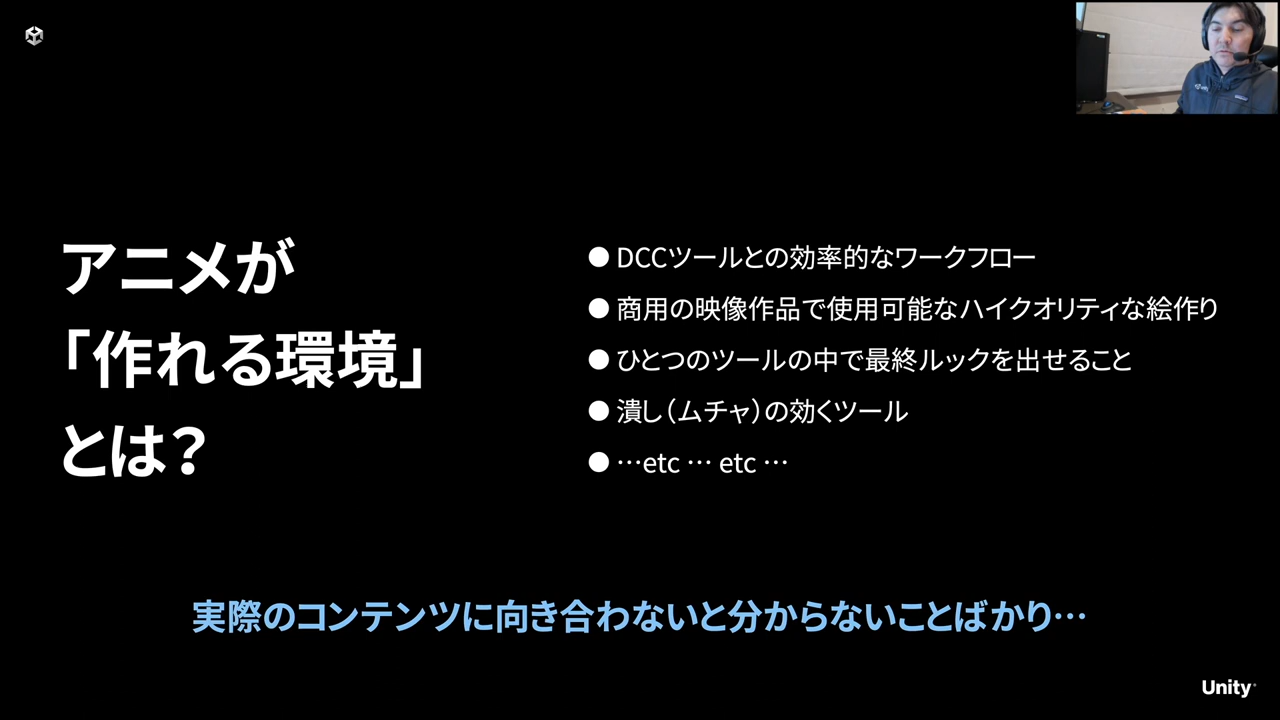 アニメが
「作れる環境」
とは？
● DCCツールとの効率的なワークフロー
● 商用の映像作品で使用可能なハイクオリティな絵作り
● ひとつのツールの中で最終ルックを出せること
● 潰し（ムチャ）の効くツール
● …etc … etc …
実際のコンテンツに向き合わないと分からないことばかり…
Unity